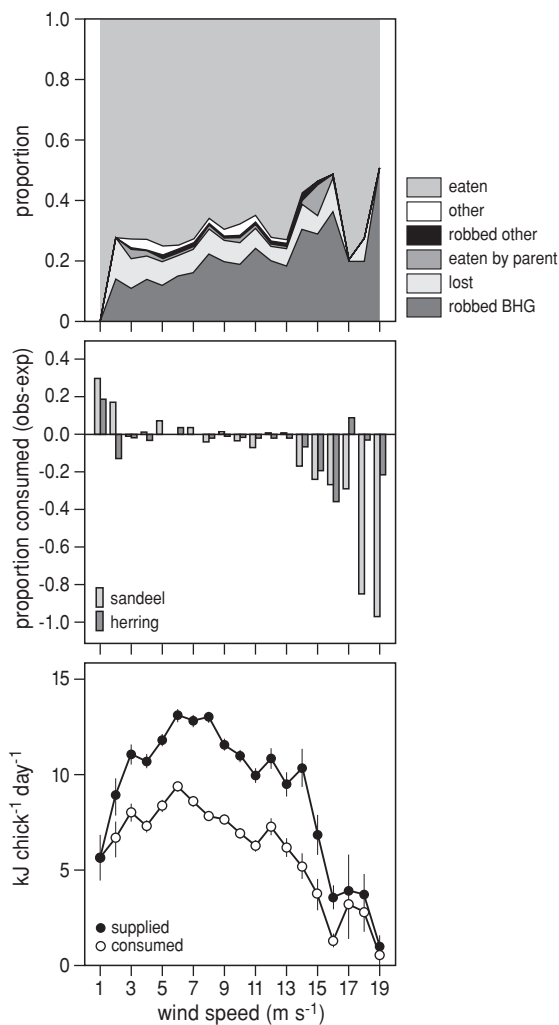 1.0
0.8
0.6
0.4
0.2
0
proportion
eaten
other
robbed other
eaten by parent
lost
robbed BHG
0.4
0.2
0.0
-0.2
-0.4
-0.6
-0.8
-1.0
proportion consumed (obs-exp)
sandeel
herring
15
10
5
0
kJ chick-1 day-1
supplied
consumed
1 3 5 7 9 11 13 15 17 19
wind speed (m s-1)